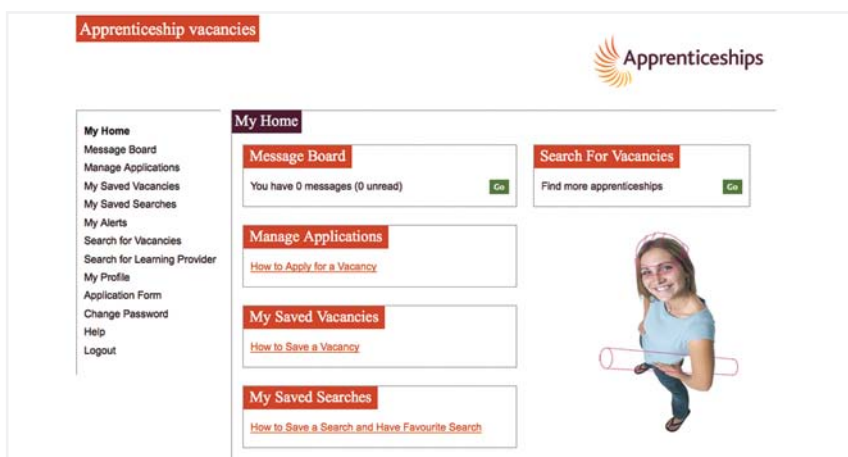 Apprenticeship vacancies
Apprenticeships
My Home
Message Board
Manage Applications
My Saved Vacancies
My Saved Searches
My Alerts
Search for Vacancies
Search for Learning Provider
My Profile
Application Form
Change Password
Help
Logout
My Home
Message Board
You have 0 messages (0 unread)
Go
Search For Vacancies
Find more apprenticeships
Go
Manage Applications
How to Apply for a Vacancy
My Saved Vacancies
How to Save a Vacancy
My Saved Searches
How to Save a Search and Have Favourite Search